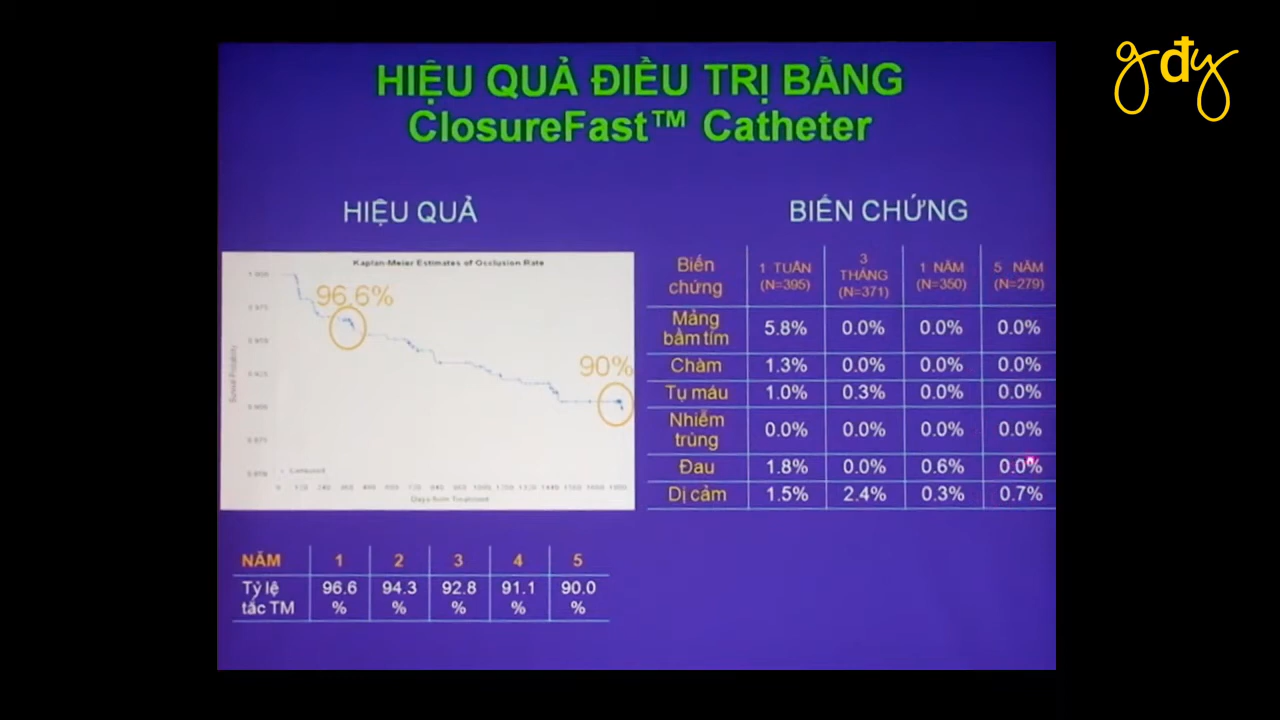 gđy
HIỆU QUẢ ĐIỀU TRỊ BẰNG
ClosureFast™ Catheter
HIỆU QUẢ
Kaplan-Meier Estimates of Occlusion Rate
96.6%
90%
Days from Treatment
NĂM 1 2 3 4 5
Tỷ lệ tắc TM 96.6% 94.3% 92.8% 91.1% 90.0%
BIẾN CHỨNG
Biến chứng 1 TUẦN (N=395) 3 THÁNG (N=371) 1 NĂM (N=350) 5 NĂM (N=279)
Mảng bầm tím 5.8% 0.0% 0.0% 0.0%
Chàm 1.3% 0.0% 0.0% 0.0%
Tụ máu 1.0% 0.3% 0.0% 0.0%
Nhiễm trùng 0.0% 0.0% 0.0% 0.0%
Đau 1.8% 0.0% 0.6% 0.0%
Dị cảm 1.5% 2.4% 0.3% 0.7%